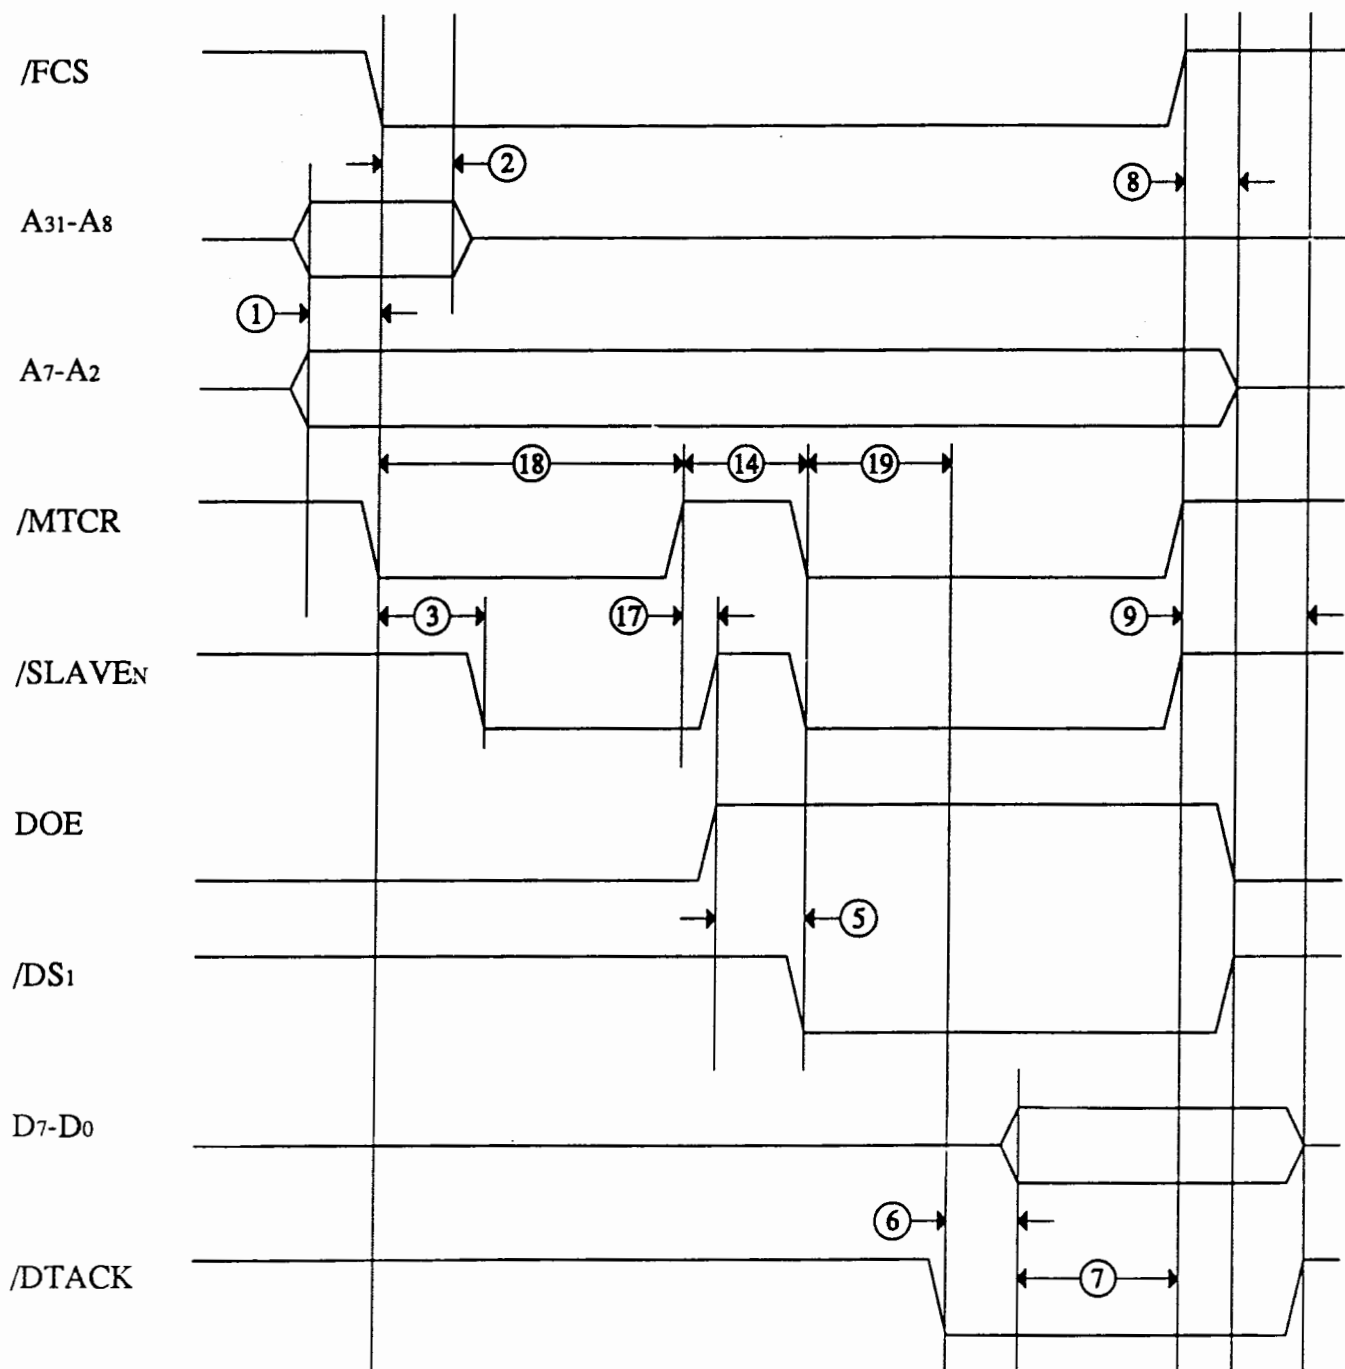 /FCS
2
8
A31-A8
1
A7-A2
18
14
19
/MTCR
3
17
9
/SLAVEN
DOE
5
/DS1
D7-D0
6
7
/DTACK